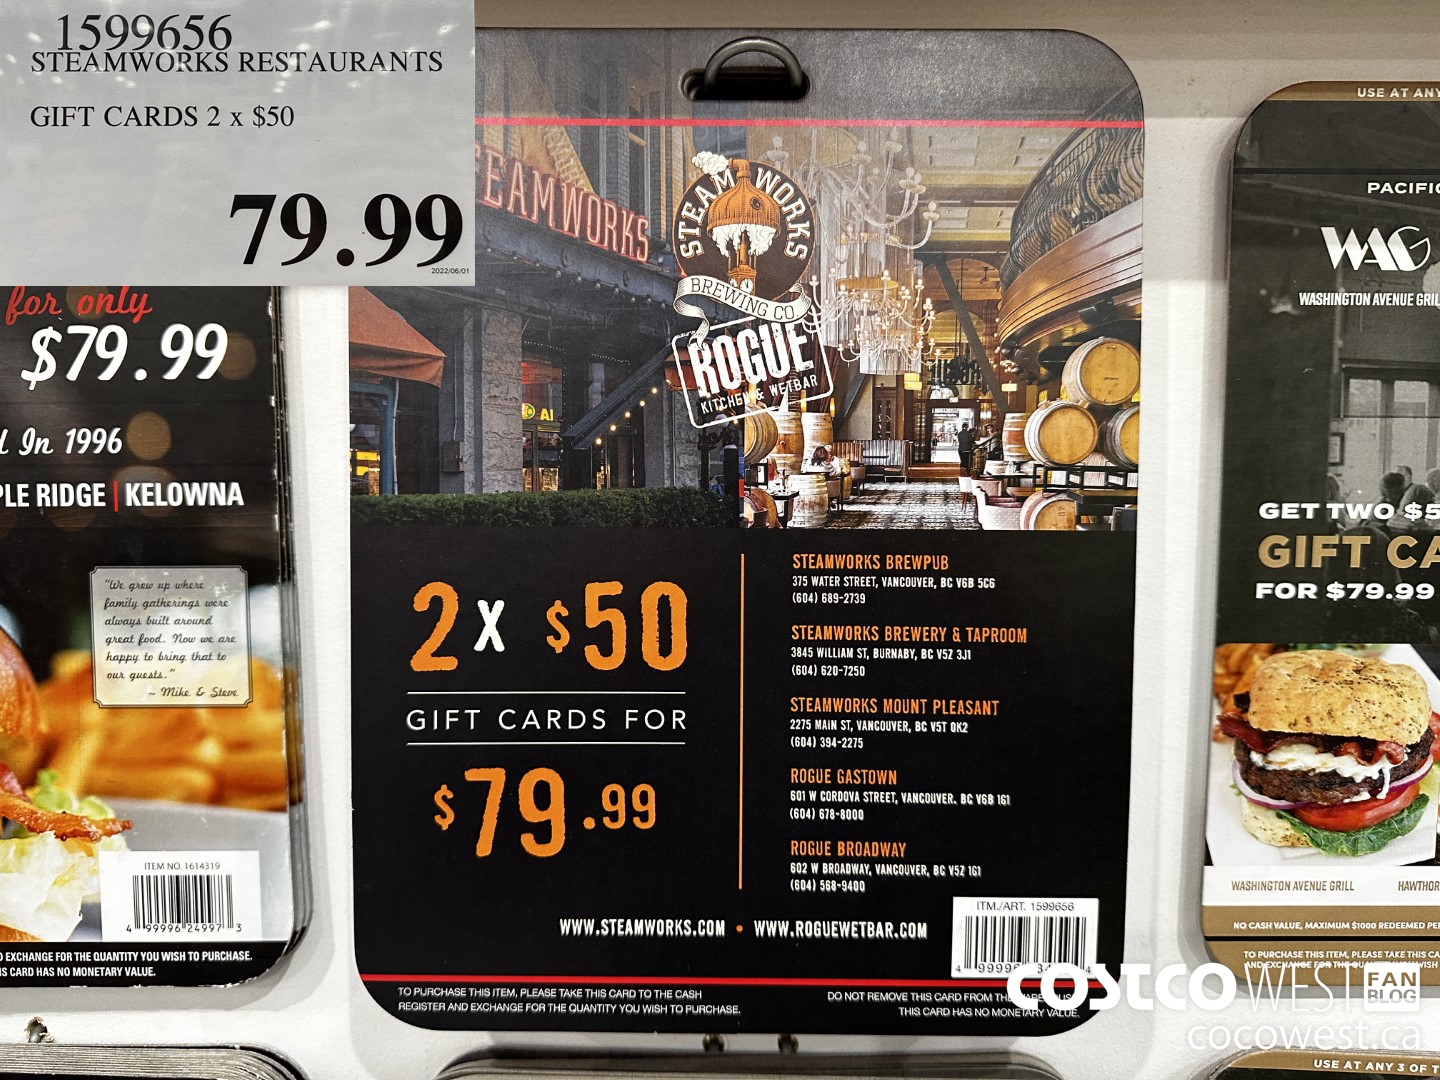 1599656
STEAMWORKS RESTAURANTS
GIFT CARDS 2 x $50
79.99
2022/06/01
for only
$79.99
In 1996
RIDGE | KELOWNA
"We grew up where
family gatherings were
always built around
great food. Now we are
happy to bring that to
our guests."
~ Mike & Steve
ITEM NO. 1614319
4 99996 24997 3
EXCHANGE FOR THE QUANTITY YOU WISH TO PURCHASE.
CARD HAS NO MONETARY VALUE.
EAMWORKS
STEAM WORKS
BREWING CO.
ROGUE
KITCHEN & WETBAR
2 x $50
GIFT CARDS FOR
$79.99
STEAMWORKS BREWPUB
375 WATER STREET, VANCOUVER, BC V6B 5C6
(604) 689-2739
STEAMWORKS BREWERY & TAPROOM
3845 WILLIAM ST, BURNABY, BC V5Z 3J1
(604) 620-7250
STEAMWORKS MOUNT PLEASANT
2275 MAIN ST, VANCOUVER, BC V5T 0K2
(604) 394-2275
ROGUE GASTOWN
601 W CORDOVA STREET, VANCOUVER. BC V6B 1G1
(604) 678-8000
ROGUE BROADWAY
602 W BROADWAY, VANCOUVER, BC V5Z 1G1
(604) 568-9400
WWW.STEAMWORKS.COM • WWW.ROGUEWETBAR.COM
ITM./ART. 1599656
TO PURCHASE THIS ITEM, PLEASE TAKE THIS CARD TO THE CASH
REGISTER AND EXCHANGE FOR THE QUANTITY YOU WISH TO PURCHASE.
DO NOT REMOVE THIS CARD FROM
THIS CARD HAS NO MONETARY VALUE.
USE AT ANY
PACIFIC
WAG
WASHINGTON AVENUE GRILL
GET TWO $5
GIFT CA
FOR $79.99
WASHINGTON AVENUE GRILL
HAWTHOR
NO CASH VALUE, MAXIMUM $1000 REDEEMED PE
TO PURCHASE THIS ITEM, PLEASE
COSTCO WEST FAN BLOG
cocowest.ca
USE AT ANY 3 OF T